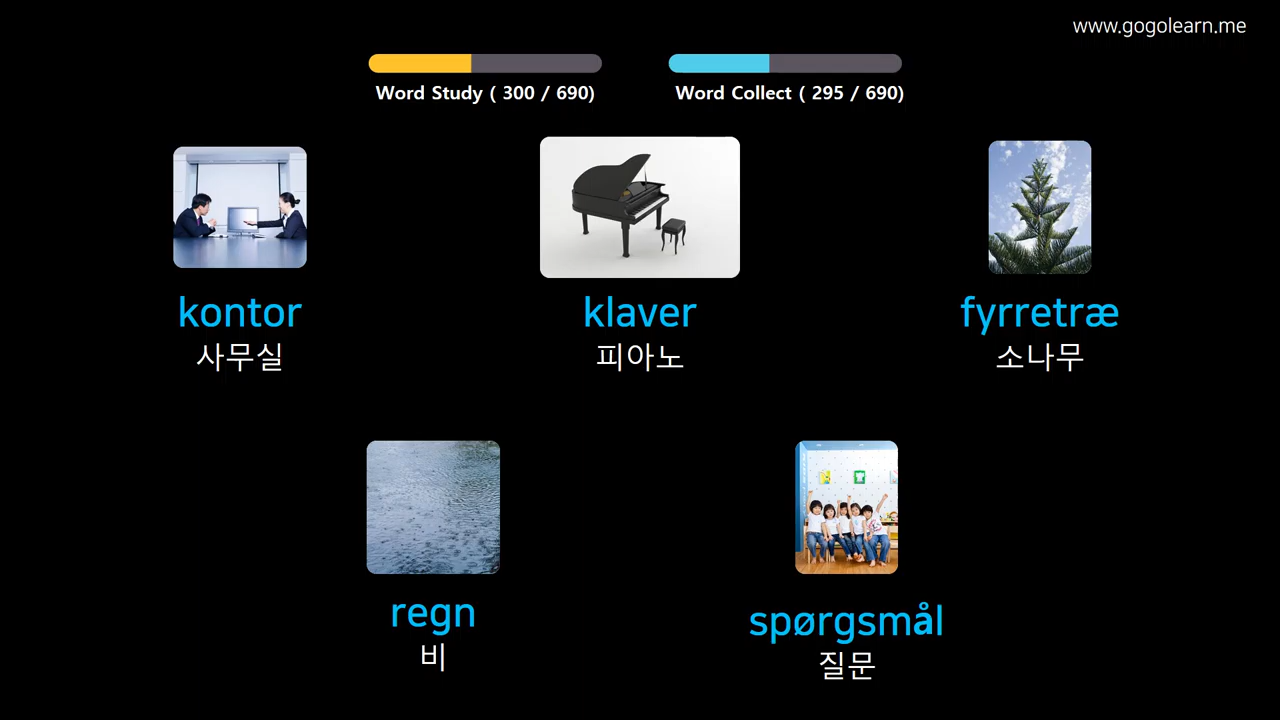 www.gogolearn.me
Word Study ( 300 / 690)
Word Collect ( 295 / 690)
kontor
사무실
klaver
피아노
fyrretræ
소나무
regn
비
spørgsmål
질문